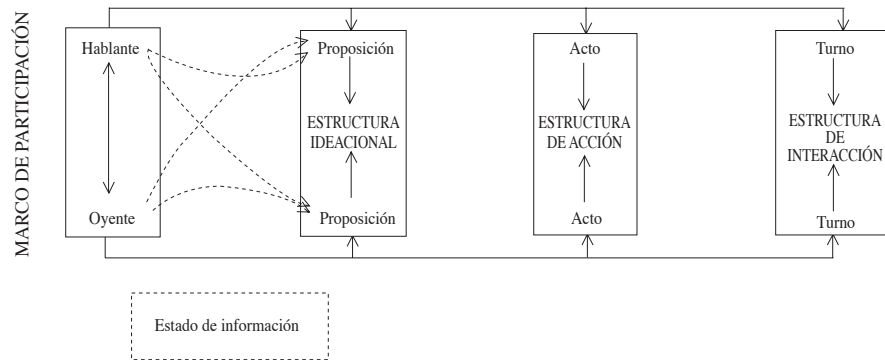 MARCO DE PARTICIPACIÓN
Hablante
Oyente
Proposición
ESTRUCTURA
IDEACIONAL
Proposición
Acto
ESTRUCTURA
DE ACCIÓN
Acto
Turno
ESTRUCTURA
DE
INTERACCIÓN
Turno
Estado de información